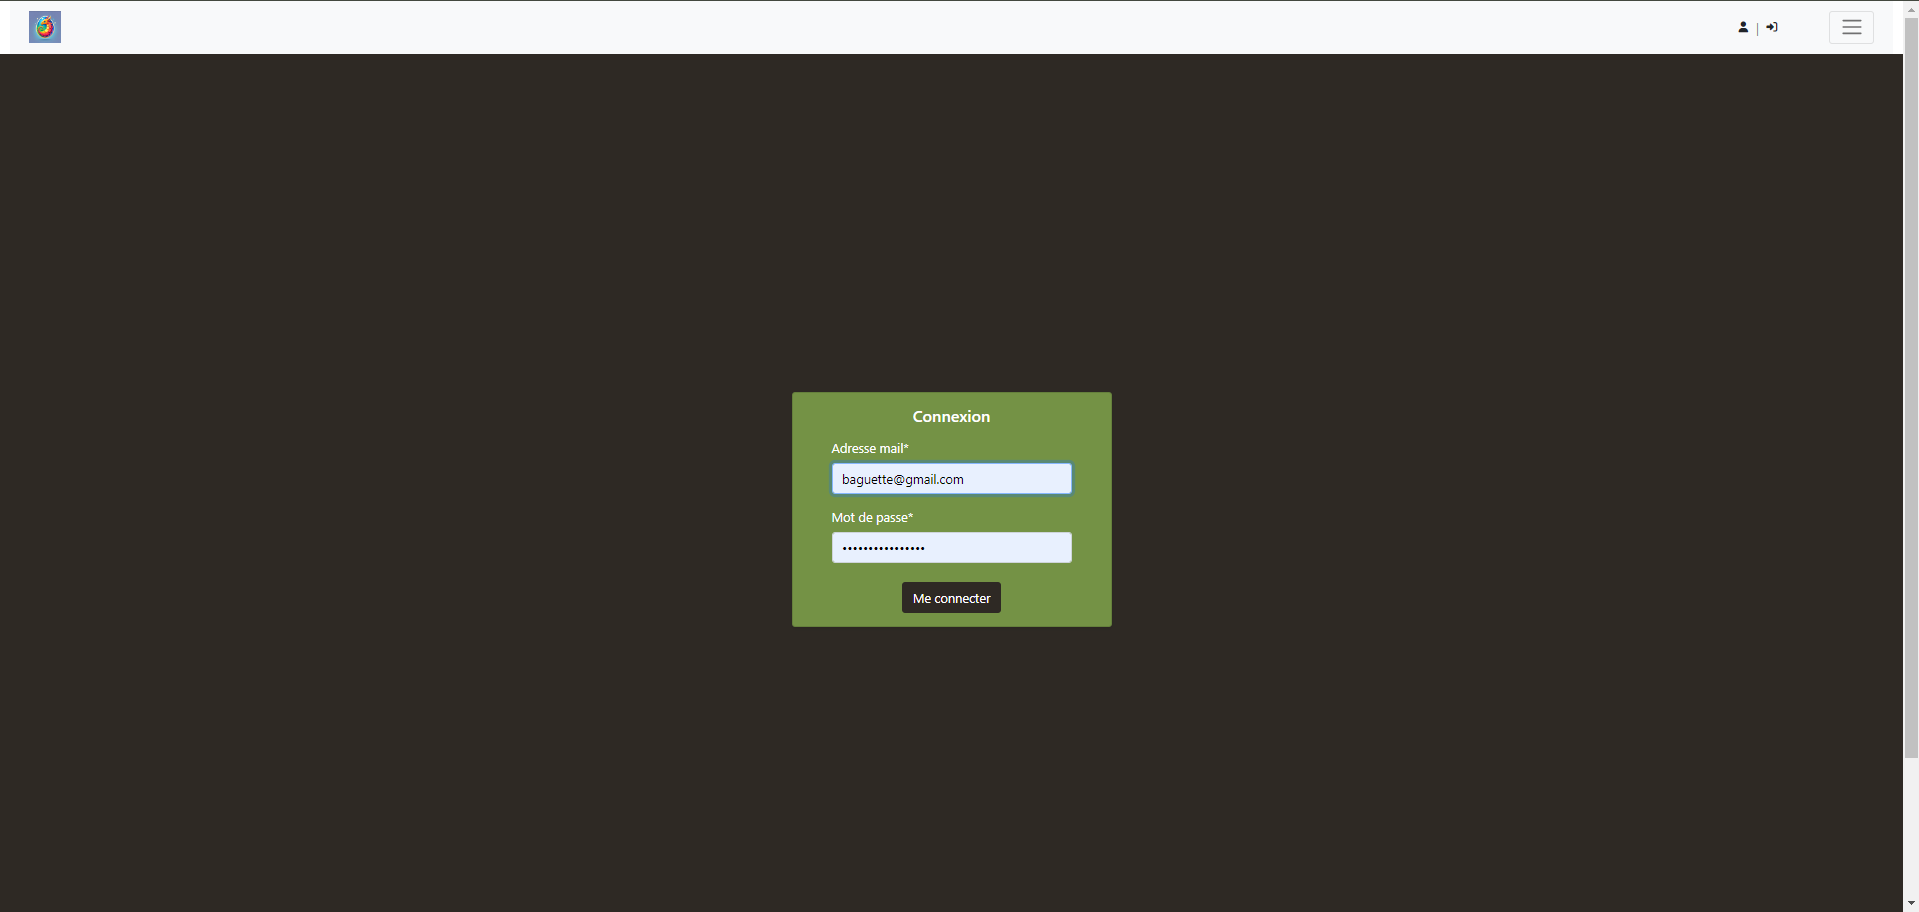 Connexion
Adresse mail*
baguette@gmail.com
Mot de passe*
••••••••••••••••
Me connecter